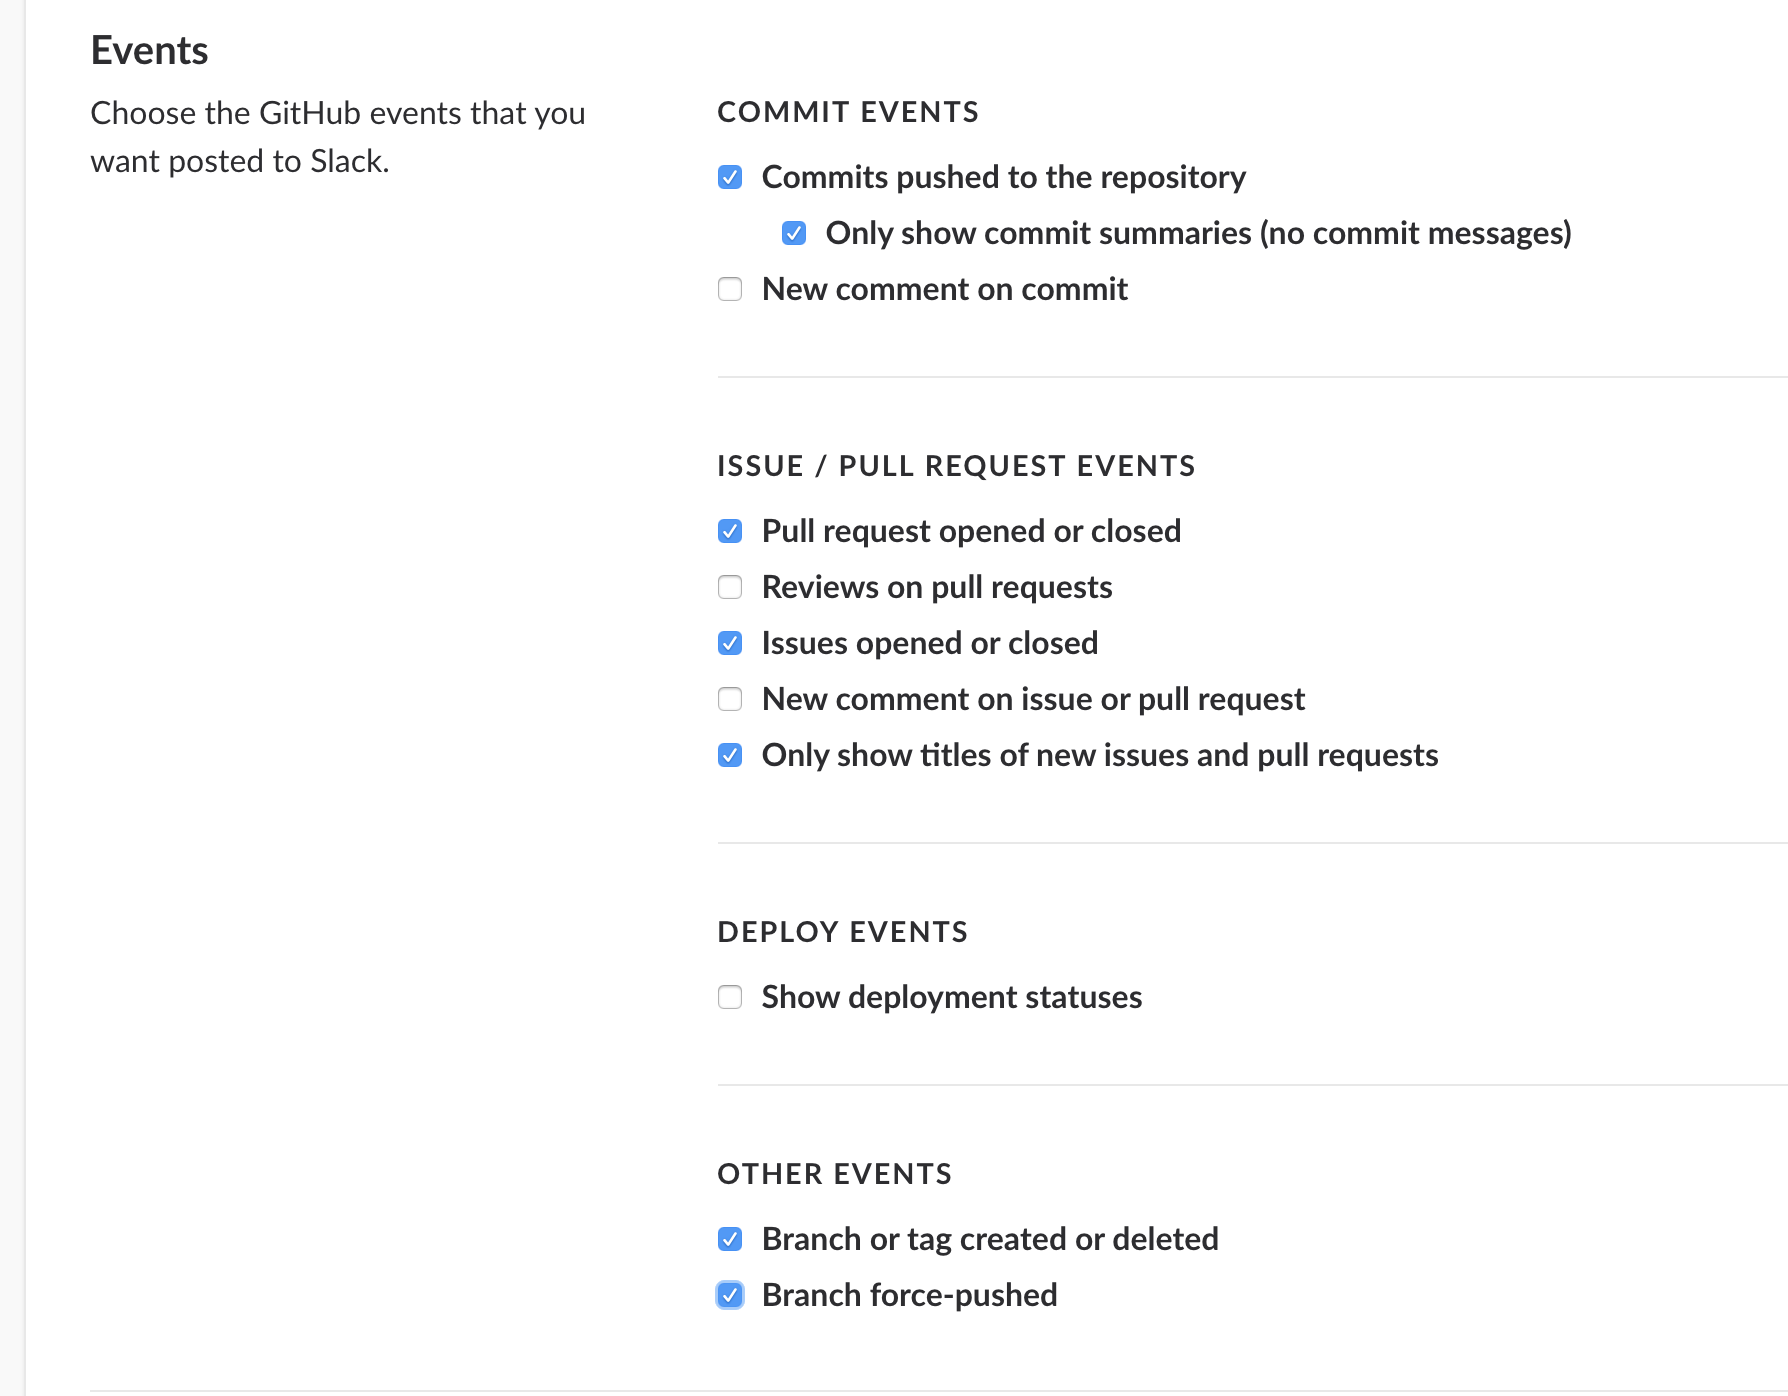 Events
Choose the GitHub events that you
want posted to Slack.
COMMIT EVENTS
Commits pushed to the repository
Only show commit summaries (no commit messages)
New comment on commit
ISSUE / PULL REQUEST EVENTS
Pull request opened or closed
Reviews on pull requests
Issues opened or closed
New comment on issue or pull request
Only show titles of new issues and pull requests
DEPLOY EVENTS
Show deployment statuses
OTHER EVENTS
Branch or tag created or deleted
Branch force-pushed